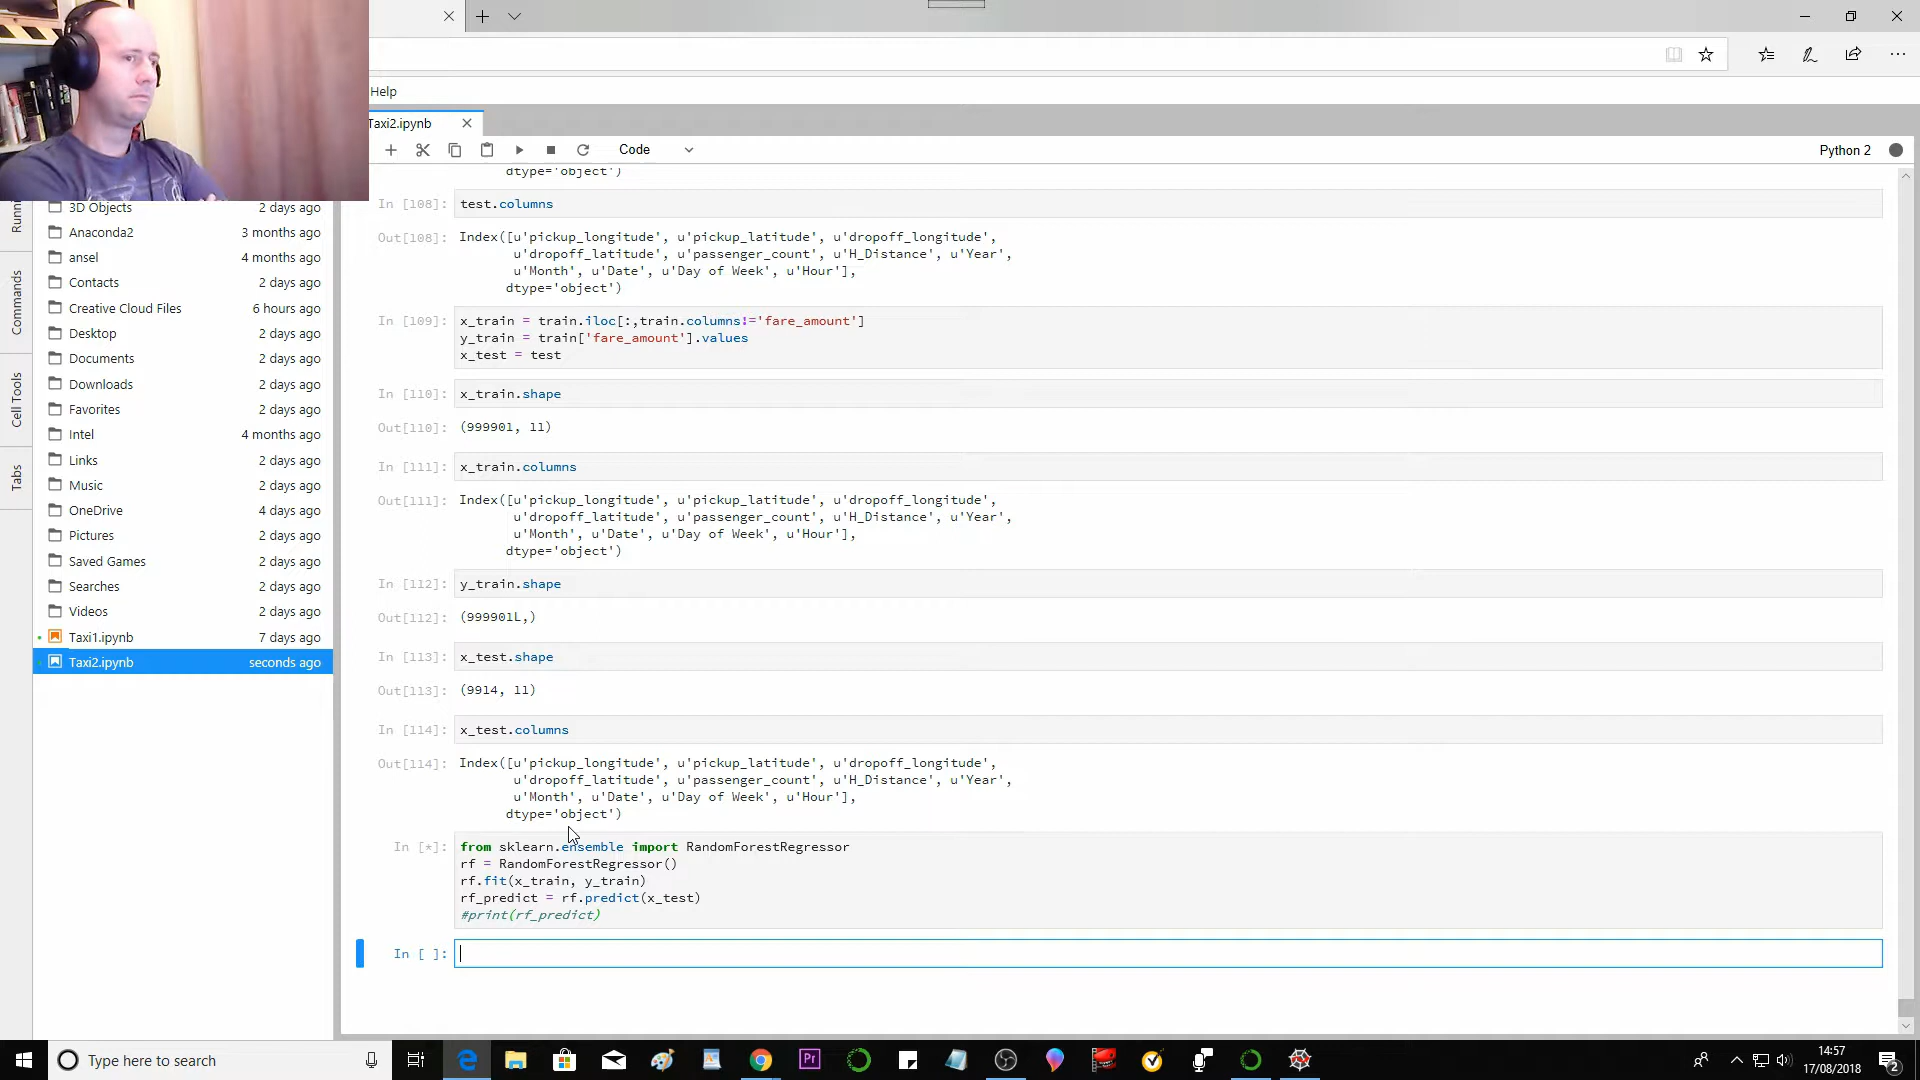 Help
Taxi2.ipynb
Code
Python 2
dtype='object')
In [108]: test.columns
Out[108]: Index([u'pickup_longitude', u'pickup_latitude', u'dropoff_longitude',
u'dropoff_latitude', u'passenger_count', u'H_Distance', u'Year',
u'Month', u'Date', u'Day of Week', u'Hour'],
dtype='object')
In [109]: x_train = train.iloc[:,train.columns!='fare_amount']
y_train = train['fare_amount'].values
x_test = test
In [110]: x_train.shape
Out[110]: (999901, 11)
In [111]: x_train.columns
Out[111]: Index([u'pickup_longitude', u'pickup_latitude', u'dropoff_longitude',
u'dropoff_latitude', u'passenger_count', u'H_Distance', u'Year',
u'Month', u'Date', u'Day of Week', u'Hour'],
dtype='object')
In [112]: y_train.shape
Out[112]: (999901L,)
In [113]: x_test.shape
Out[113]: (9914, 11)
In [114]: x_test.columns
Out[114]: Index([u'pickup_longitude', u'pickup_latitude', u'dropoff_longitude',
u'dropoff_latitude', u'passenger_count', u'H_Distance', u'Year',
u'Month', u'Date', u'Day of Week', u'Hour'],
dtype='object')
In [*]: from sklearn.ensemble import RandomForestRegressor
rf = RandomForestRegressor()
rf.fit(x_train, y_train)
rf_predict = rf.predict(x_test)
#print(rf_predict)
In [ ]:
Runn
Commands
Cell Tools
Tabs
3D Objects 2 days ago
Anaconda2 3 months ago
ansel 4 months ago
Contacts 2 days ago
Creative Cloud Files 6 hours ago
Desktop 2 days ago
Documents 2 days ago
Downloads 2 days ago
Favorites 2 days ago
Intel 4 months ago
Links 2 days ago
Music 2 days ago
OneDrive 4 days ago
Pictures 2 days ago
Saved Games 2 days ago
Searches 2 days ago
Videos 2 days ago
Taxi1.ipynb 7 days ago
Taxi2.ipynb seconds ago
Type here to search
Pr
14:57
17/08/2018
2